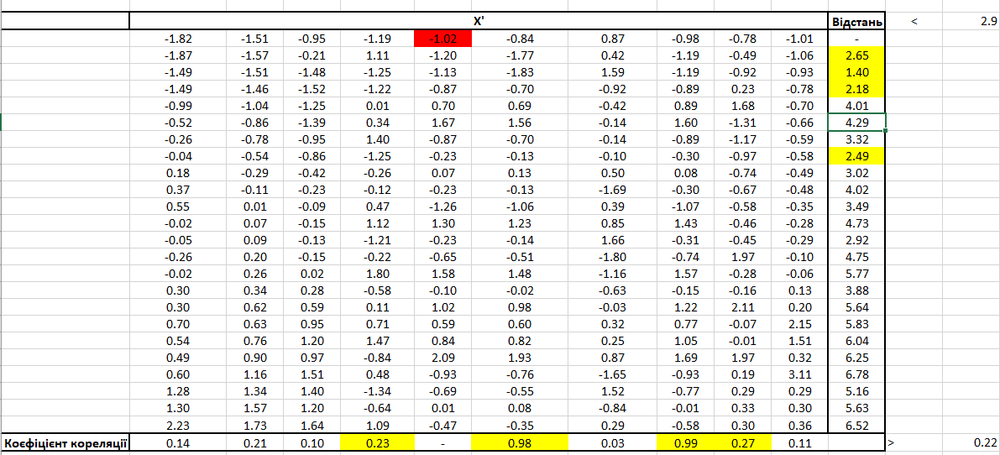 X' Відстань < 2.9
-1.82 -1.51 -0.95 -1.19 -1.02 -0.84 0.87 -0.98 -0.78 -1.01 -
-1.87 -1.57 -0.21 1.11 -1.20 -1.77 0.42 -1.19 -0.49 -1.06 2.65
-1.49 -1.51 -1.48 -1.25 -1.13 -1.83 1.59 -1.19 -0.92 -0.93 1.40
-1.49 -1.46 -1.52 -1.22 -0.87 -0.70 -0.92 -0.89 0.23 -0.78 2.18
-0.99 -1.04 -1.25 0.01 0.70 0.69 -0.42 0.89 1.68 -0.70 4.01
-0.52 -0.86 -1.39 0.34 1.67 1.56 -0.14 1.60 -1.31 -0.66 4.29
-0.26 -0.78 -0.95 1.40 -0.87 -0.70 -0.14 -0.89 -1.17 -0.59 3.32
-0.04 -0.54 -0.86 -1.25 -0.23 -0.13 -0.10 -0.30 -0.97 -0.58 2.49
0.18 -0.29 -0.42 -0.26 0.07 0.13 0.50 0.08 -0.74 -0.49 3.02
0.37 -0.11 -0.23 -0.12 -0.23 -0.13 -1.69 -0.30 -0.67 -0.48 4.02
0.55 0.01 -0.09 0.47 -1.26 -1.06 0.39 -1.07 -0.58 -0.35 3.49
-0.02 0.07 -0.15 1.12 1.30 1.23 0.85 1.43 -0.46 -0.28 4.73
-0.05 0.09 -0.13 -1.21 -0.23 -0.14 1.66 -0.31 -0.45 -0.29 2.92
-0.26 0.20 -0.15 -0.22 -0.65 -0.51 -1.80 -0.74 1.97 -0.10 4.75
-0.02 0.26 0.02 1.80 1.58 1.48 -1.16 1.57 -0.28 -0.06 5.77
0.30 0.34 0.28 -0.58 -0.10 -0.02 -0.63 -0.15 -0.16 0.13 3.88
0.30 0.62 0.59 0.11 1.02 0.98 -0.03 1.22 2.11 0.20 5.64
0.70 0.63 0.95 0.71 0.59 0.60 0.32 0.77 -0.07 2.15 5.83
0.54 0.76 1.20 1.47 0.84 0.82 0.25 1.05 -0.01 1.51 6.04
0.49 0.90 0.97 -0.84 2.09 1.93 0.87 1.69 1.97 0.32 6.25
0.60 1.16 1.51 0.48 -0.93 -0.76 -1.65 -0.93 0.19 3.11 6.78
1.28 1.34 1.40 -1.34 -0.69 -0.55 1.52 -0.77 0.29 0.29 5.16
1.30 1.57 1.20 -0.64 0.01 0.08 -0.84 -0.01 0.33 0.30 5.63
2.23 1.73 1.64 1.09 -0.47 -0.35 0.29 -0.58 0.30 0.36 6.52
Коєфіцієнт кореляції 0.14 0.21 0.10 0.23 - 0.98 0.03 0.99 0.27 0.11 > 0.22